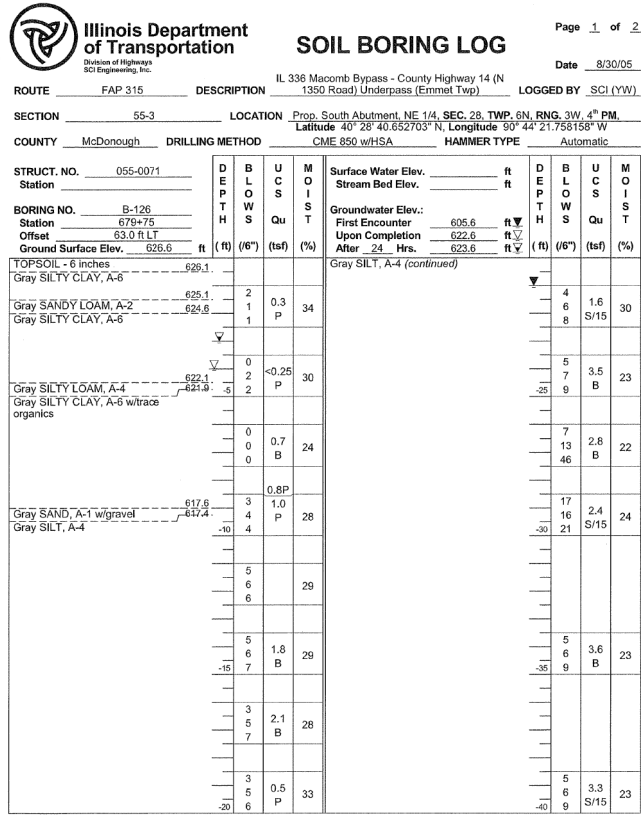 Illinois Department of Transportation
Division of Highways
SCI Engineering, Inc.
SOIL BORING LOG
Page 1 of 2
Date 8/30/05
ROUTE FAP 315 DESCRIPTION IL 336 Macomb Bypass - County Highway 14 (N
1350 Road) Underpass (Emmet Twp) LOGGED BY SCI (YW)
SECTION 55-3 LOCATION Prop. South Abutment, NE 1/4, SEC. 28, TWP. 6N, RNG. 3W, 4th PM,
Latitude 40° 28' 40.652703" N, Longitude 90° 44' 21.758158" W
COUNTY McDonough DRILLING METHOD CME 850 w/HSA HAMMER TYPE Automatic
STRUCT. NO. 055-0071
Station
BORING NO. B-126
Station 679+75
Offset 63.0 ft LT
Ground Surface Elev. 626.6 ft
DEPTH (ft) BLOWS (/6") UCS Qu (tsf) MOIST (%)
Surface Water Elev. ft
Stream Bed Elev. ft
Groundwater Elev.:
First Encounter 605.6 ft ▼
Upon Completion 622.6 ft ▽
After 24 Hrs. 623.6 ft ▽
DEPTH (ft) BLOWS (/6") UCS Qu (tsf) MOIST (%)
TOPSOIL - 6 inches 626.1
Gray SILTY CLAY, A-6
625.1 2
Gray SANDY LOAM, A-2 624.6 1 0.3 P 34
Gray SILTY CLAY, A-6 1
0
2 <0.25 P 30
622.1
Gray SILTY LOAM, A-4 621.9 -5 2
Gray SILTY CLAY, A-6 w/trace
organics
0
0 0.7 B 24
0
0.8P
617.6 3 1.0
Gray SAND, A-1 w/gravel 617.4 4 P 28
Gray SILT, A-4 -10 4
5
6 29
6
5
6 1.8 B 29
-15 7
3
5 2.1 B 28
7
3
5 0.5 P 33
-20 6
Gray SILT, A-4 (continued)
4
6 1.6 S/15 30
8
5
7 3.5 B 23
-25 9
7
13 2.8 B 22
46
17
16 2.4 S/15 24
-30 21
5
6 3.6 B 23
-35 9
5
6 3.3 S/15 23
-40 9